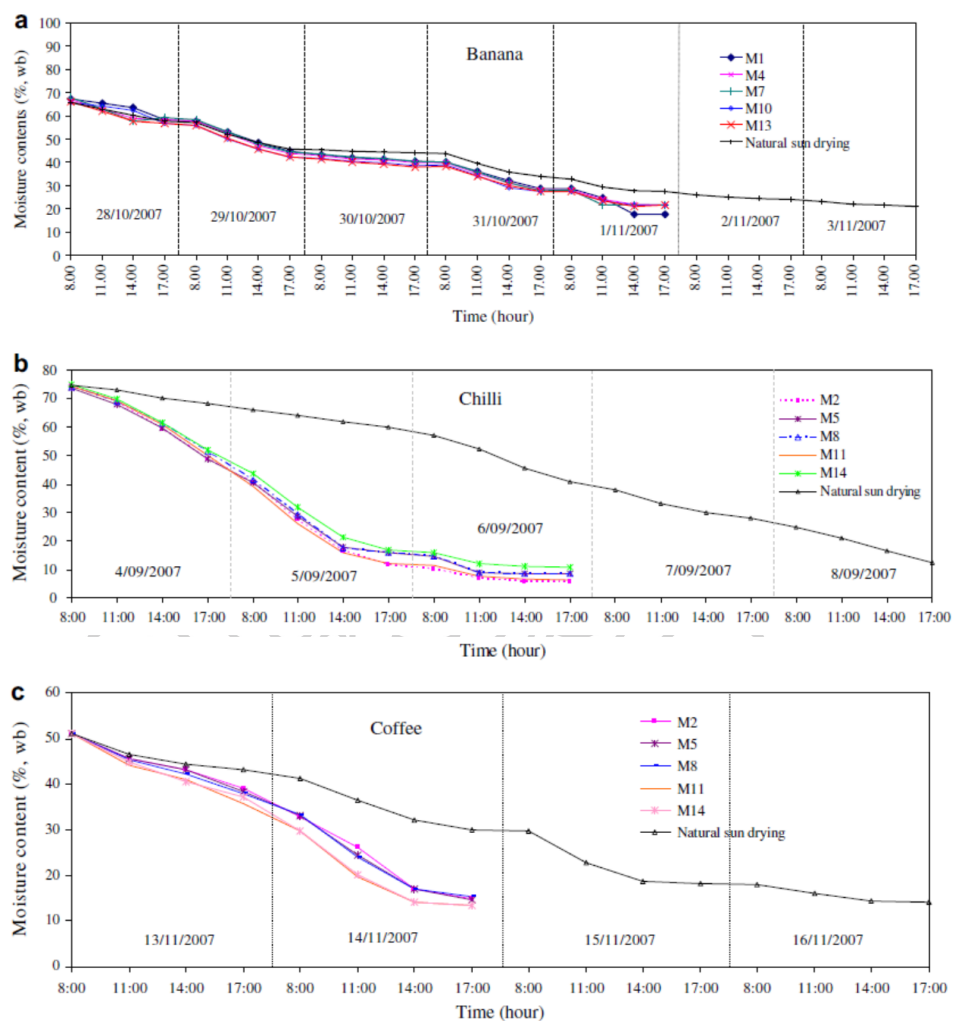 a
Banana
Moisture contents (%, wb)
100
90
80
70
60
50
40
30
20
10
0
M1
M4
M7
M10
M13
Natural sun drying
28/10/2007 29/10/2007 30/10/2007 31/10/2007 1/11/2007 2/11/2007 3/11/2007
8.00 11.00 14.00 17.00 8.00 11.00 14.00 17.00 8.00 11.00 14.00 17.00 8.00 11.00 14.00 17.00 8.00 11.00 14.00 17.00 8.00 11.00 14.00 17.00 8.00 11.00 14.00 17.00
Time (hour)
b
Chilli
Moisture content (%, wb)
80
70
60
50
40
30
20
10
0
M2
M5
M8
M11
M14
Natural sun drying
4/09/2007 5/09/2007 6/09/2007 7/09/2007 8/09/2007
8:00 11:00 14:00 17:00 8:00 11:00 14:00 17:00 8:00 11:00 14:00 17:00 8:00 11:00 14:00 17:00 8:00 11:00 14:00 17:00
Time (hour)
c
Coffee
Moisture content (%, wb)
60
50
40
30
20
10
0
M2
M5
M8
M11
M14
Natural sun drying
13/11/2007 14/11/2007 15/11/2007 16/11/2007
8:00 11:00 14:00 17:00 8:00 11:00 14:00 17:00 8:00 11:00 14:00 17:00 8:00 11:00 14:00 17:00
Time (hour)